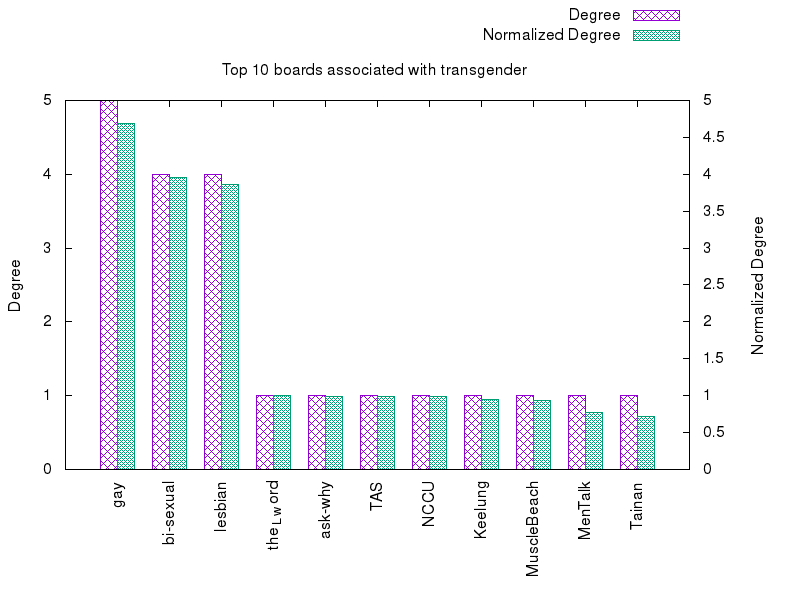 Degree
Normalized Degree
Top 10 boards associated with transgender
5
4
3
2
1
0
5
4.5
4
3.5
3
2.5
2
1.5
1
0.5
0
Degree
Normalized Degree
gay
bi-sexual
lesbian
theLword
ask-why
TAS
NCCU
Keelung
MuscleBeach
MenTalk
Tainan